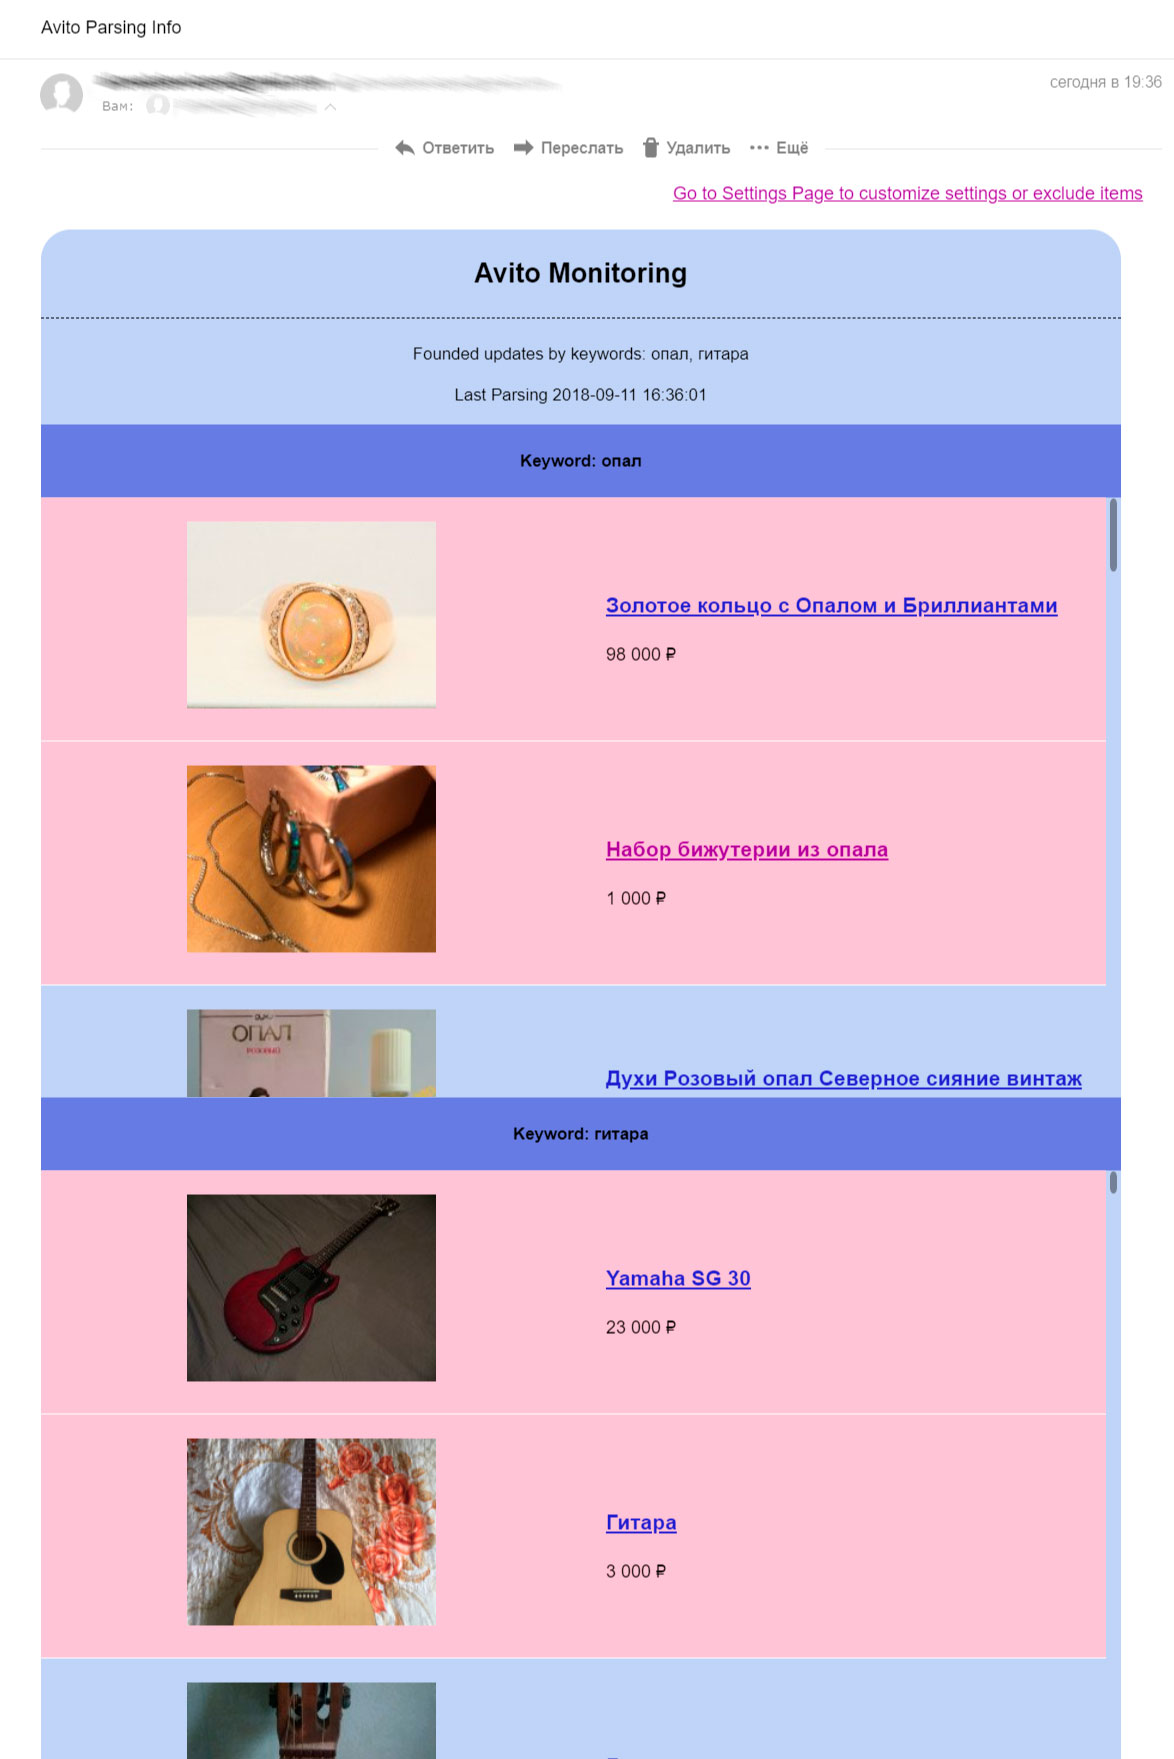 Avito Parsing Info
сегодня в 19:36
Вам:
Ответить Переслать Удалить ••• Ещё
Go to Settings Page to customize settings or exclude items
Avito Monitoring
Founded updates by keywords: опал, гитара
Last Parsing 2018-09-11 16:36:01
Keyword: опал
Золотое кольцо с Опалом и Бриллиантами
98 000 ₽
Набор бижутерии из опала
1 000 ₽
ОПАЛ
РОЗОВЫЙ
Духи Розовый опал Северное сияние винтаж
Keyword: гитара
Yamaha SG 30
23 000 ₽
Гитара
3 000 ₽